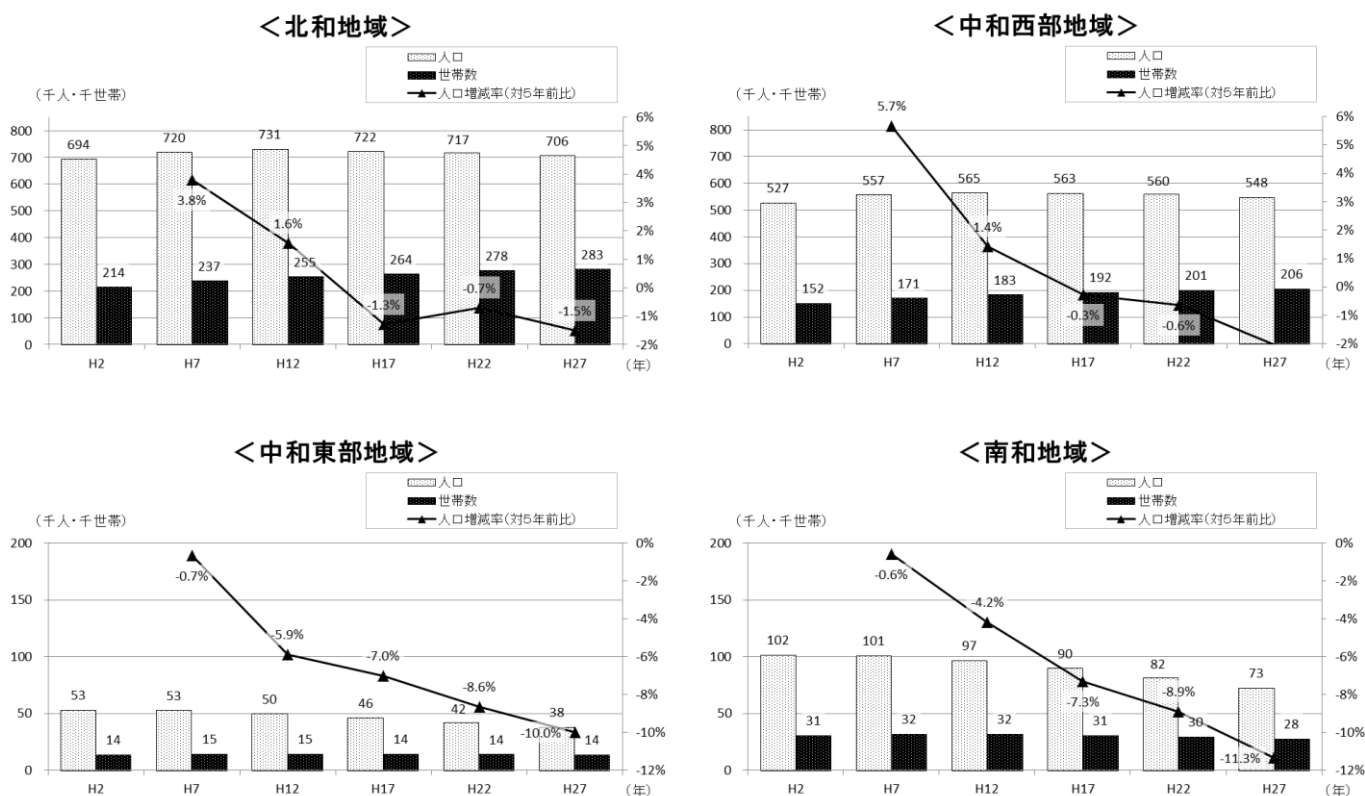 ＜北和地域＞
人口
世帯数
人口増減率(対5年前比)
（千人・千世帯）
800
700
600
500
400
300
200
100
0
6%
5%
4%
3%
2%
1%
0%
-1%
-2%
694
720
731
722
717
706
214
237
255
264
278
283
3.8%
1.6%
-1.3%
-0.7%
-1.5%
H2
H7
H12
H17
H22
H27
（年）
＜中和西部地域＞
人口
世帯数
人口増減率(対5年前比)
（千人・千世帯）
800
700
600
500
400
300
200
100
0
6%
5%
4%
3%
2%
1%
0%
-1%
-2%
527
557
565
563
560
548
152
171
183
192
201
206
5.7%
1.4%
-0.3%
-0.6%
H2
H7
H12
H17
H22
H27
（年）
＜中和東部地域＞
人口
世帯数
人口増減率(対5年前比)
（千人・千世帯）
200
150
100
50
0
0%
-2%
-4%
-6%
-8%
-10%
-12%
53
53
50
46
42
38
14
15
15
14
14
14
-0.7%
-5.9%
-7.0%
-8.6%
-10.0%
H2
H7
H12
H17
H22
H27
（年）
＜南和地域＞
人口
世帯数
人口増減率(対5年前比)
（千人・千世帯）
200
150
100
50
0
0%
-2%
-4%
-6%
-8%
-10%
-12%
102
101
97
90
82
73
31
32
32
31
30
28
-0.6%
-4.2%
-7.3%
-8.9%
-11.3%
H2
H7
H12
H17
H22
H27
（年）